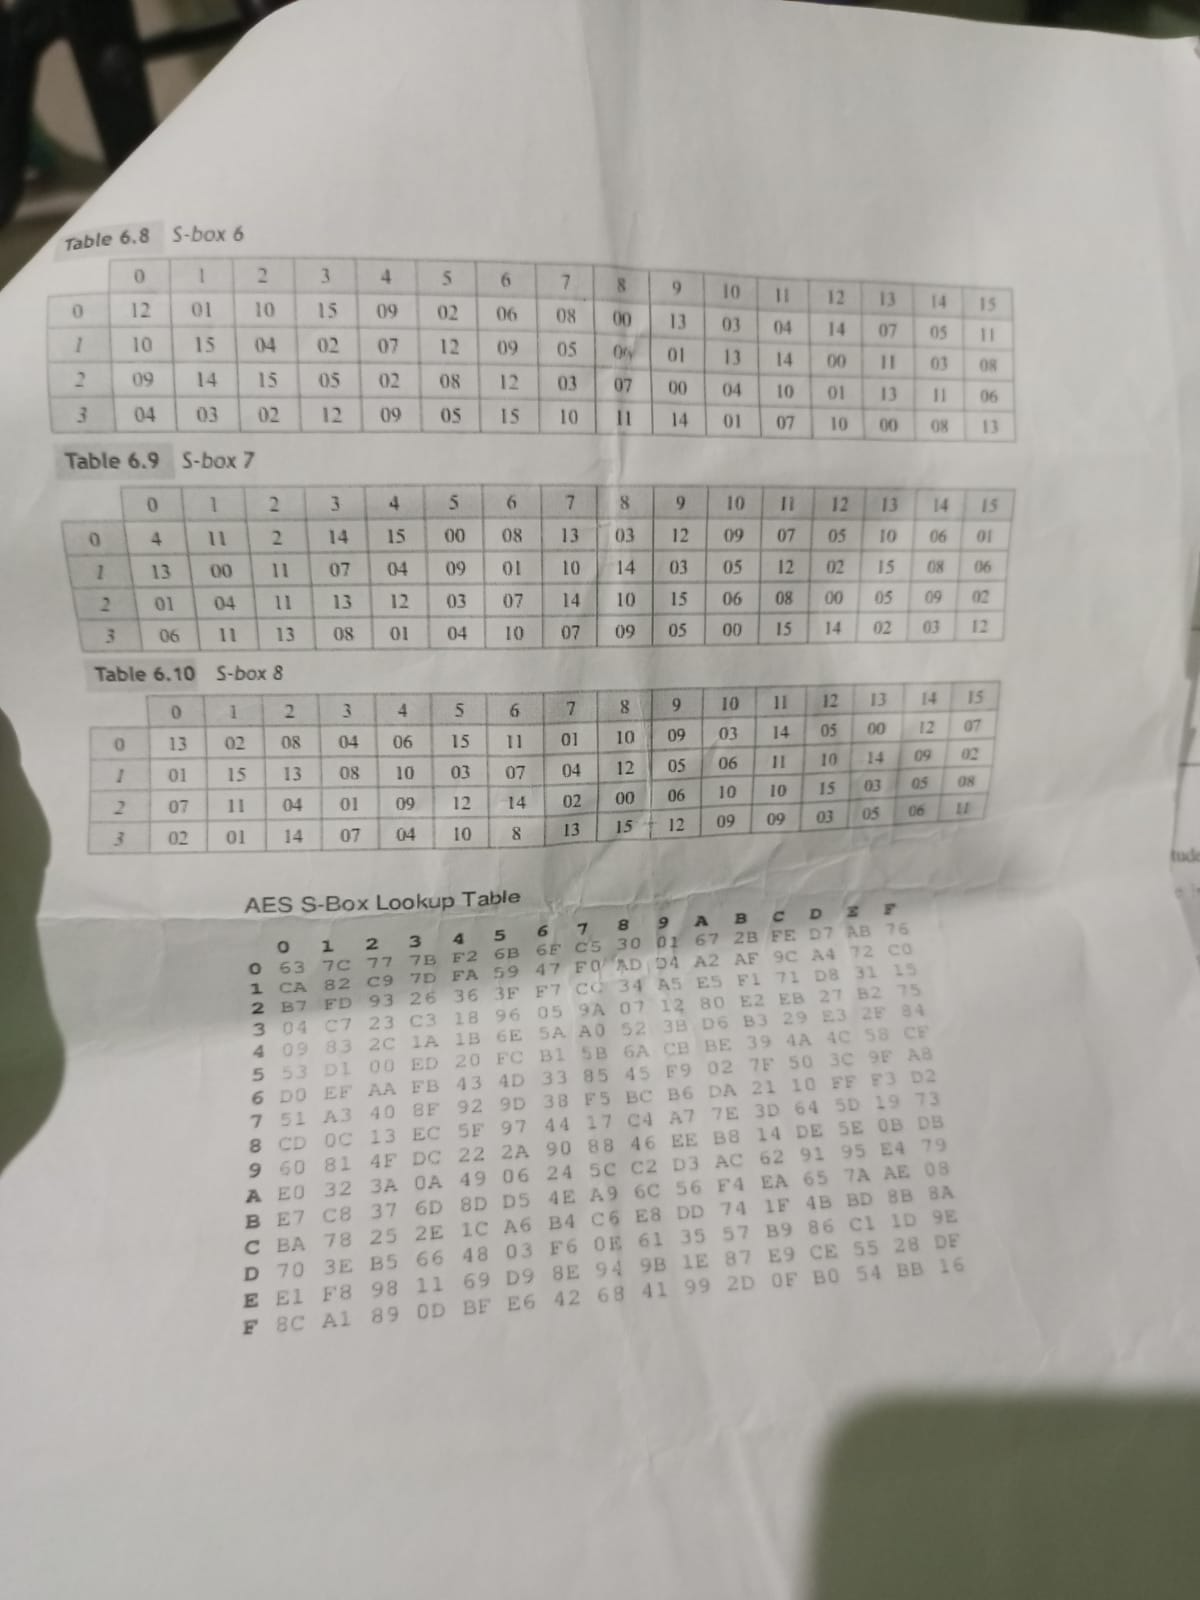 Table 6.8 S-box 6
0 1 2 3 4 5 6 7 8 9 10 11 12 13 14 15
0 12 01 10 15 09 02 06 08 00 13 03 04 14 07 05 11
1 10 15 04 02 07 12 09 05 01 13 14 00 11 03 08
2 09 14 15 05 02 08 12 03 07 00 04 10 01 13 11 06
3 04 03 02 12 09 05 15 10 11 14 01 07 10 00 08 13
Table 6.9 S-box 7
0 1 2 3 4 5 6 7 8 9 10 11 12 13 14 15
0 4 11 2 14 15 00 08 13 03 12 09 07 05 10 06 01
1 13 00 11 07 04 09 01 10 14 03 05 12 02 15 08 06
2 01 04 11 13 12 03 07 14 10 15 06 08 00 05 09 02
3 06 11 13 08 01 04 10 07 09 05 00 15 14 02 03 12
Table 6.10 S-box 8
0 1 2 3 4 5 6 7 8 9 10 11 12 13 14 15
0 13 02 08 04 06 15 11 01 10 09 03 14 05 00 12 07
1 01 15 13 08 10 03 07 04 12 05 06 11 10 14 09 02
2 07 11 04 01 09 12 14 02 00 06 10 10 15 03 05 08
3 02 01 14 07 04 10 8 13 15 12 09 09 03 05 06 11
AES S-Box Lookup Table
0 1 2 3 4 5 6 7 8 9 A B C D E F
0 63 7C 77 7B F2 6B 6F C5 30 01 67 2B FE D7 AB 76
1 CA 82 C9 7D FA 59 47 F0 AD D4 A2 AF 9C A4 72 C0
2 B7 FD 93 26 36 3F F7 CC 34 A5 E5 F1 71 D8 31 15
3 04 C7 23 C3 18 96 05 9A 07 12 80 E2 EB 27 B2 75
4 09 83 2C 1A 1B 6E 5A A0 52 3B D6 B3 29 E3 2F 84
5 53 D1 00 ED 20 FC B1 5B 6A CB BE 39 4A 4C 58 CF
6 D0 EF AA FB 43 4D 33 85 45 F9 02 7F 50 3C 9F A8
7 51 A3 40 8F 92 9D 38 F5 BC B6 DA 21 10 FF F3 D2
8 CD 0C 13 EC 5F 97 44 17 C4 A7 7E 3D 64 5D 19 73
9 60 81 4F DC 22 2A 90 88 46 EE B8 14 DE 5E 0B DB
A E0 32 3A 0A 49 06 24 5C C2 D3 AC 62 91 95 E4 79
B E7 C8 37 6D 8D D5 4E A9 6C 56 F4 EA 65 7A AE 08
C BA 78 25 2E 1C A6 B4 C6 E8 DD 74 1F 4B BD 8B 8A
D 70 3E B5 66 48 03 F6 0E 61 35 57 B9 86 C1 1D 9E
E E1 F8 98 11 69 D9 8E 94 9B 1E 87 E9 CE 55 28 DF
F 8C A1 89 0D BF E6 42 68 41 99 2D 0F B0 54 BB 16